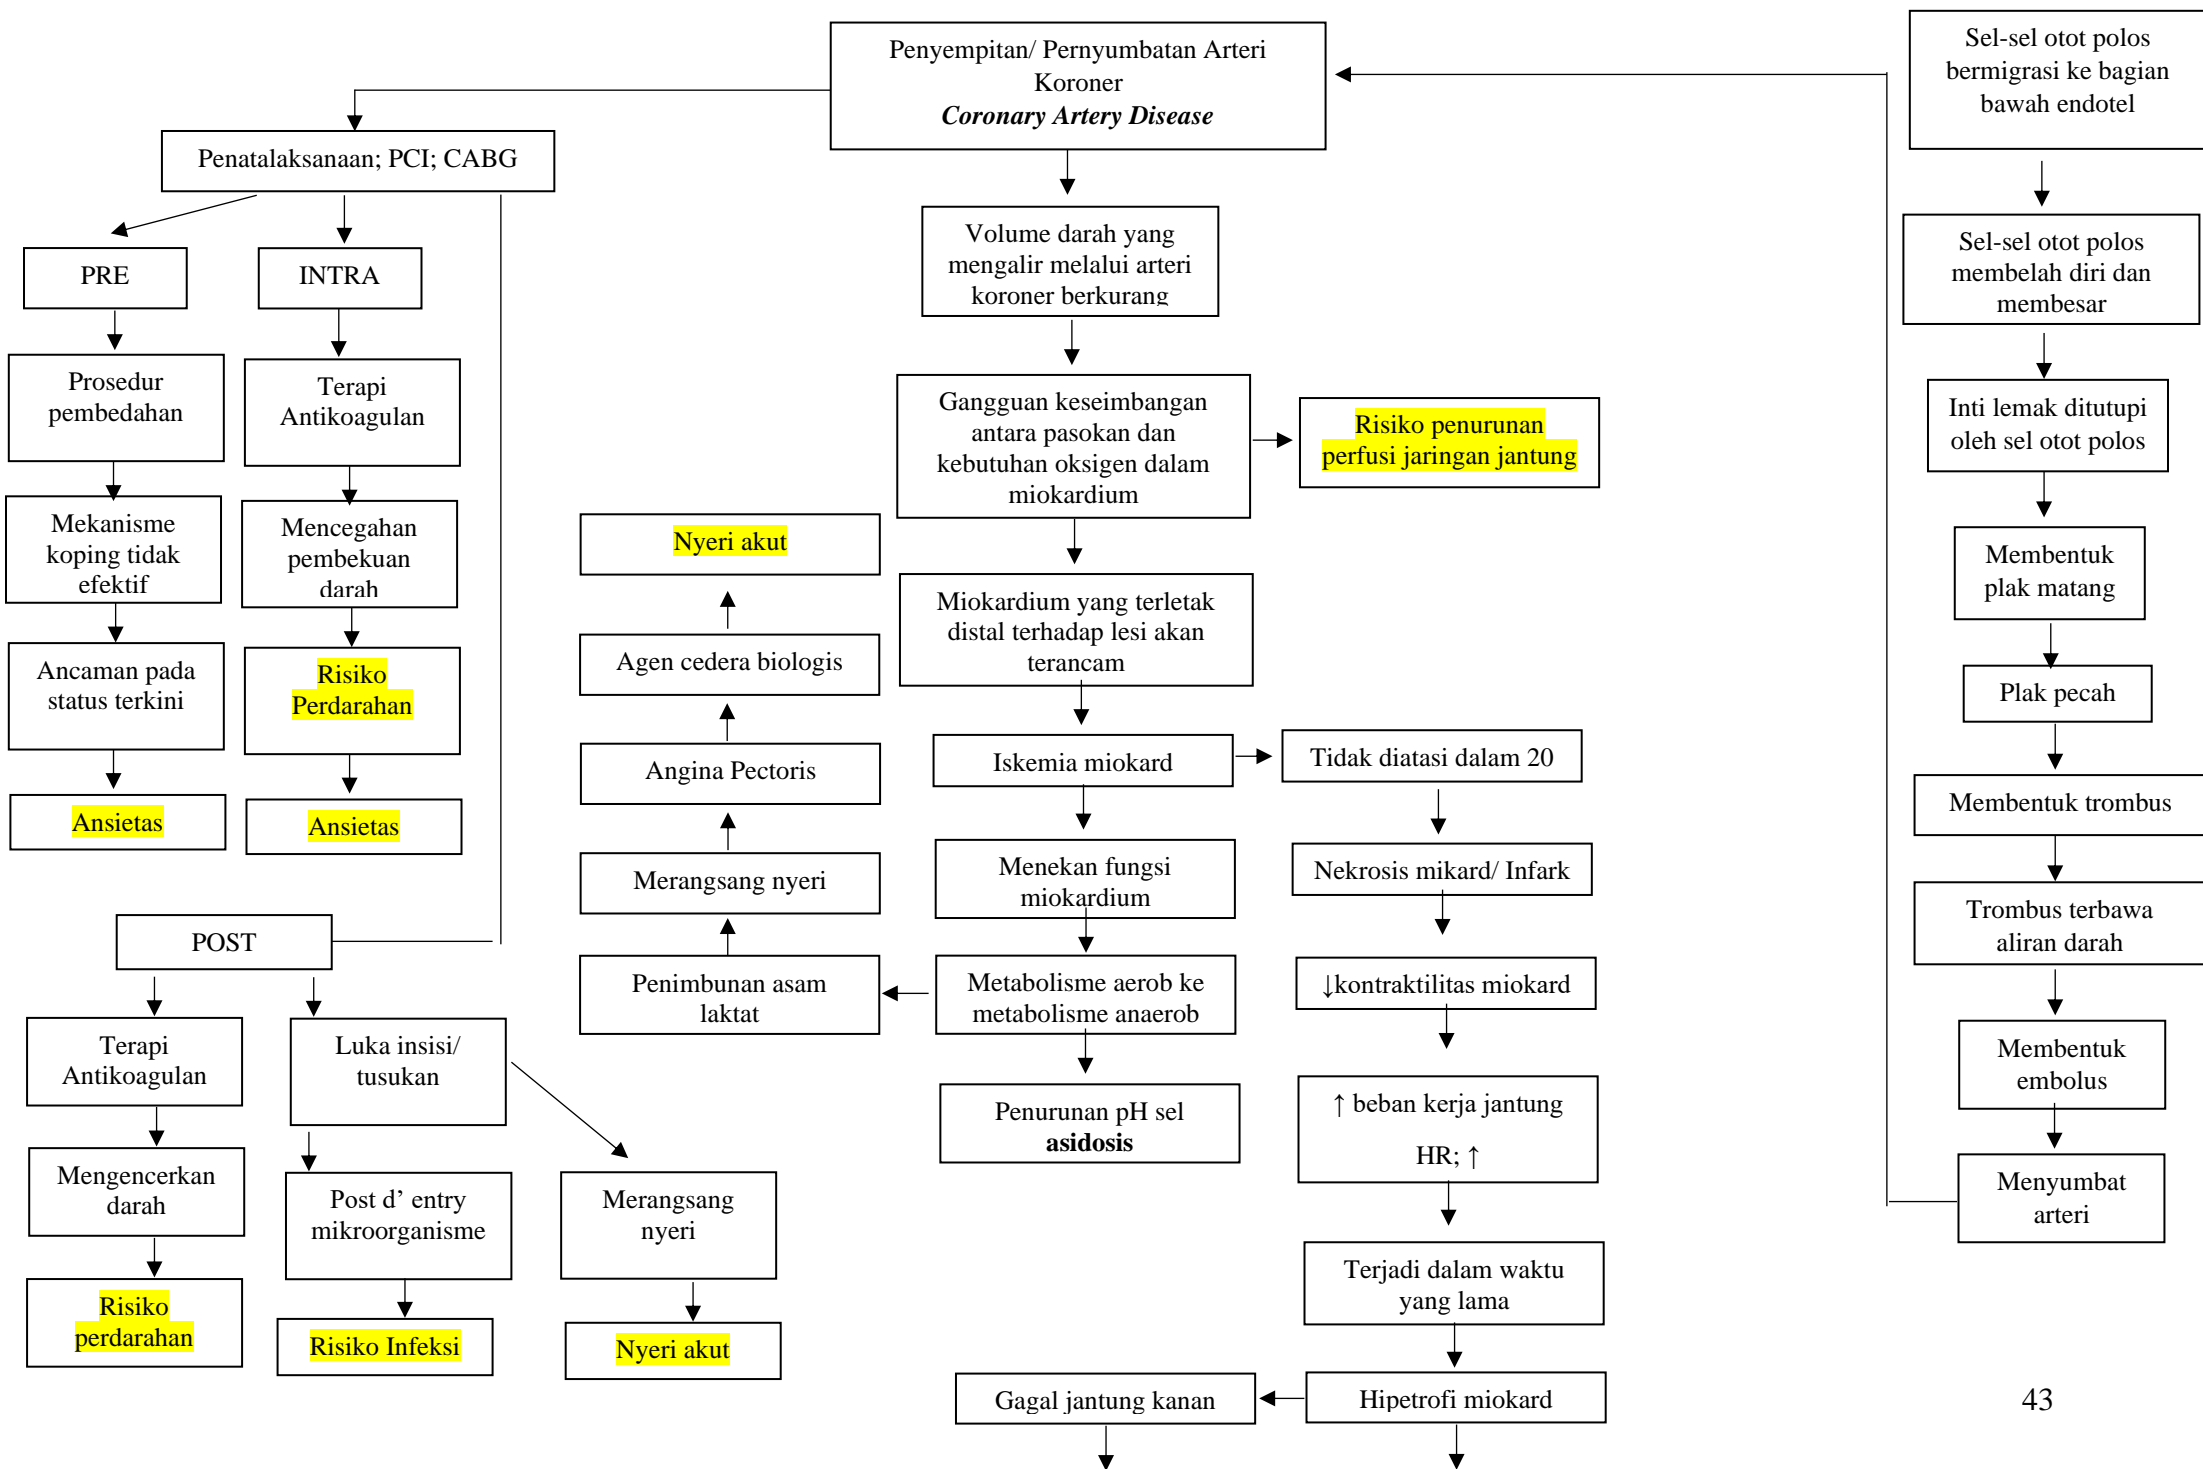 Penyempitan/ Pernyumbatan Arteri
Koroner
Coronary Artery Disease
Sel-sel otot polos
bermigrasi ke bagian
bawah endotel
Penatalaksanaan; PCI; CABG
Volume darah yang
mengalir melalui arteri
koroner berkurang
Sel-sel otot polos
membelah diri dan
membesar
PRE
INTRA
Prosedur
pembedahan
Terapi
Antikoagulan
Gangguan keseimbangan
antara pasokan dan
kebutuhan oksigen dalam
miokardium
Risiko penurunan
perfusi jaringan jantung
Inti lemak ditutupi
oleh sel otot polos
Mekanisme
koping tidak
efektif
Mencegahan
pembekuan
darah
Nyeri akut
Membentuk
plak matang
Miokardium yang terletak
distal terhadap lesi akan
terancam
Agen cedera biologis
Ancaman pada
status terkini
Risiko
Perdarahan
Plak pecah
Angina Pectoris
Iskemia miokard
Tidak diatasi dalam 20
Membentuk trombus
Ansietas
Ansietas
Merangsang nyeri
Menekan fungsi
miokardium
Nekrosis mikard/ Infark
Trombus terbawa
aliran darah
POST
Penimbunan asam
laktat
Metabolisme aerob ke
metabolisme anaerob
↓kontraktilitas miokard
Terapi
Antikoagulan
Luka insisi/
tusukan
Membentuk
embolus
Penurunan pH sel
asidosis
↑ beban kerja jantung
HR; ↑
Mengencerkan
darah
Post d’ entry
mikroorganisme
Merangsang
nyeri
Menyumbat
arteri
Terjadi dalam waktu
yang lama
Risiko
perdarahan
Risiko Infeksi
Nyeri akut
Gagal jantung kanan
Hipetrofi miokard
43